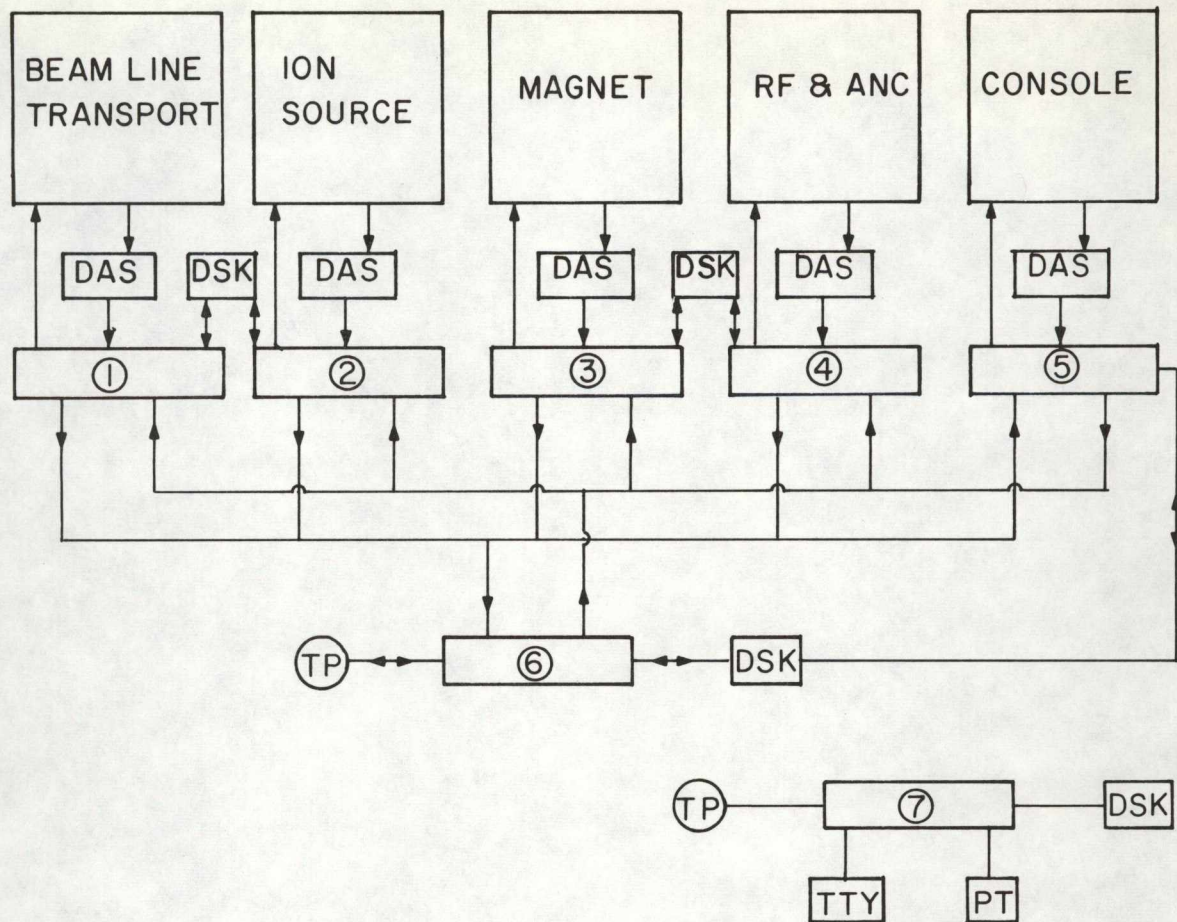 BEAM LINE
TRANSPORT
ION
SOURCE
MAGNET
RF & ANC
CONSOLE
DAS
DSK
DAS
DAS
DSK
DAS
DAS
①
②
③
④
⑤
TP
⑥
DSK
TP
⑦
DSK
TTY
PT